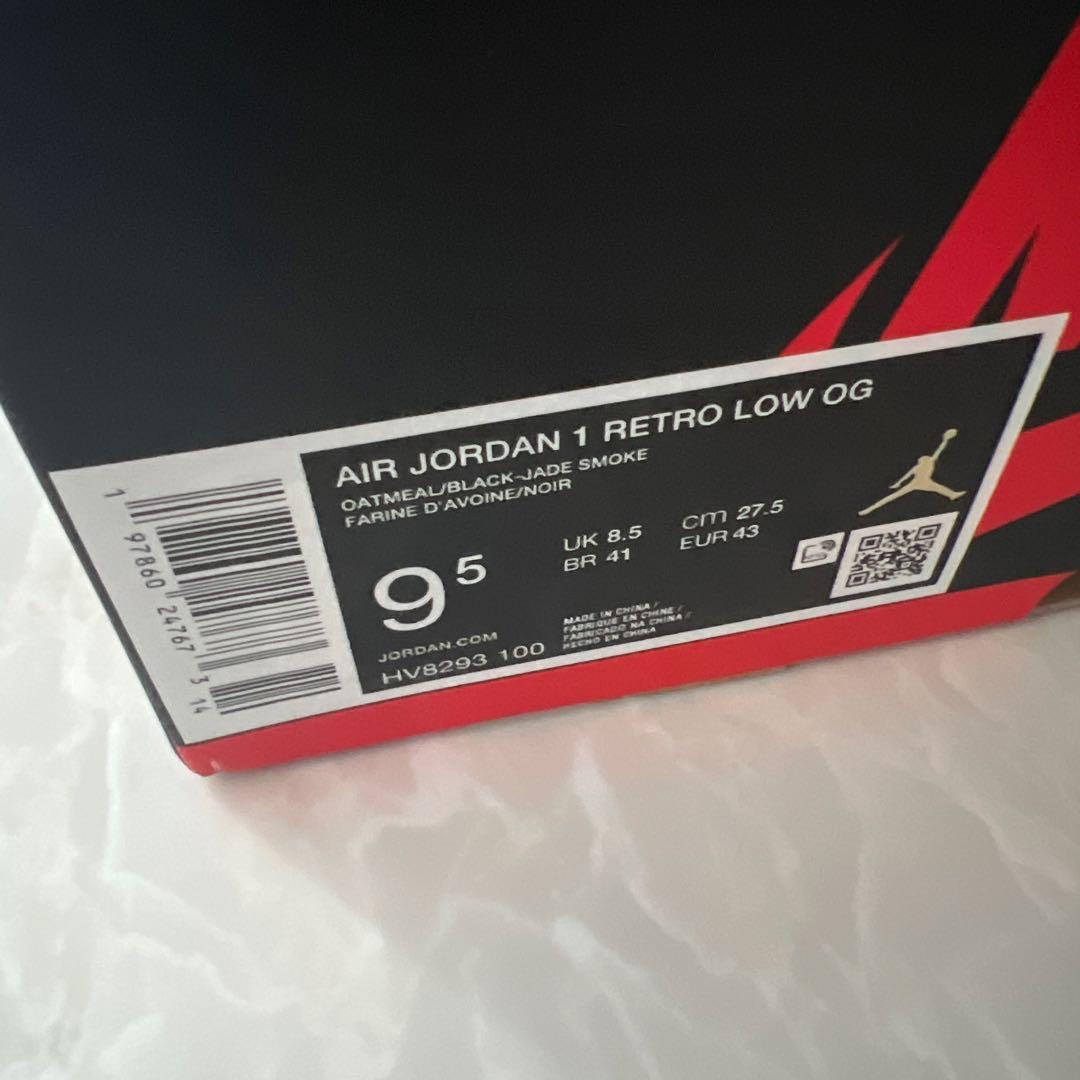 AIR JORDAN 1 RETRO LOW OG
OATMEAL/BLACK-JADE SMOKE
FARINE D'AVOINE/NOIR
9 5
UK 8.5 cm 27.5
BR 41 EUR 43
JORDAN.COM
HV8293 100
MADE IN CHINA /
FABRIQUE EN CHINE /
FABRICADO NA CHINA /
HECHO EN CHINA
1 97860 24767 3 14